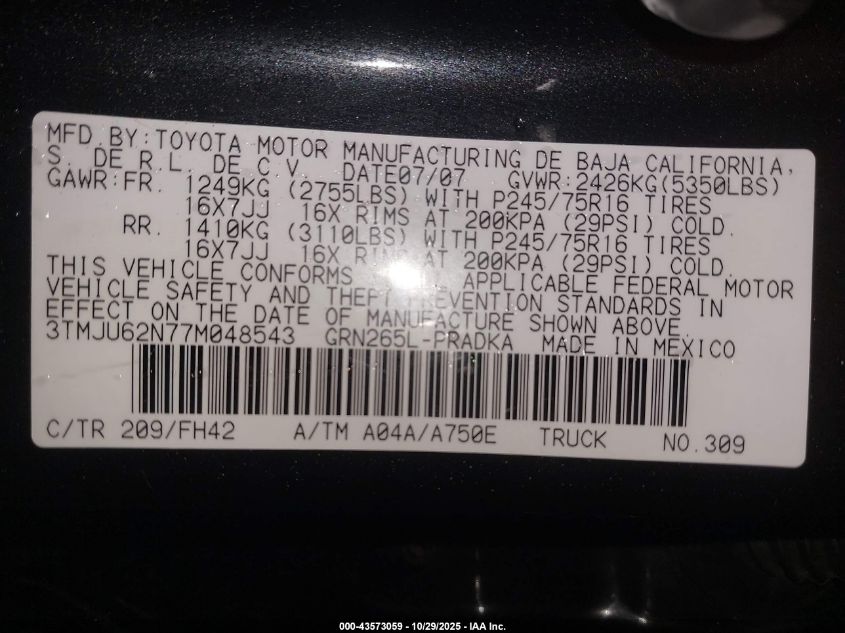 MFD.BY:TOYOTA MOTOR MANUFACTURING DE BAJA CALIFORNIA,
S. DE R.L. DE C.V. DATE07/07 GVWR:2426KG(5350LBS)
GAWR:FR. 1249KG (2755LBS) WITH P245/75R16 TIRES
16X7JJ 16X RIMS AT 200KPA (29PSI) COLD.
RR. 1410KG (3110LBS) WITH P245/75R16 TIRES
16X7JJ 16X RIMS AT 200KPA (29PSI) COLD.
THIS VEHICLE CONFORMS APPLICABLE FEDERAL MOTOR
VEHICLE SAFETY AND THEFT PREVENTION STANDARDS IN
EFFECT ON THE DATE OF MANUFACTURE SHOWN ABOVE.
3TMJU62N77M048543 GRN265L-PRADKA MADE IN MEXICO
C/TR 209/FH42 A/TM A04A/A750E TRUCK NO.309
000-43573059 - 10/29/2025 - IAA Inc.